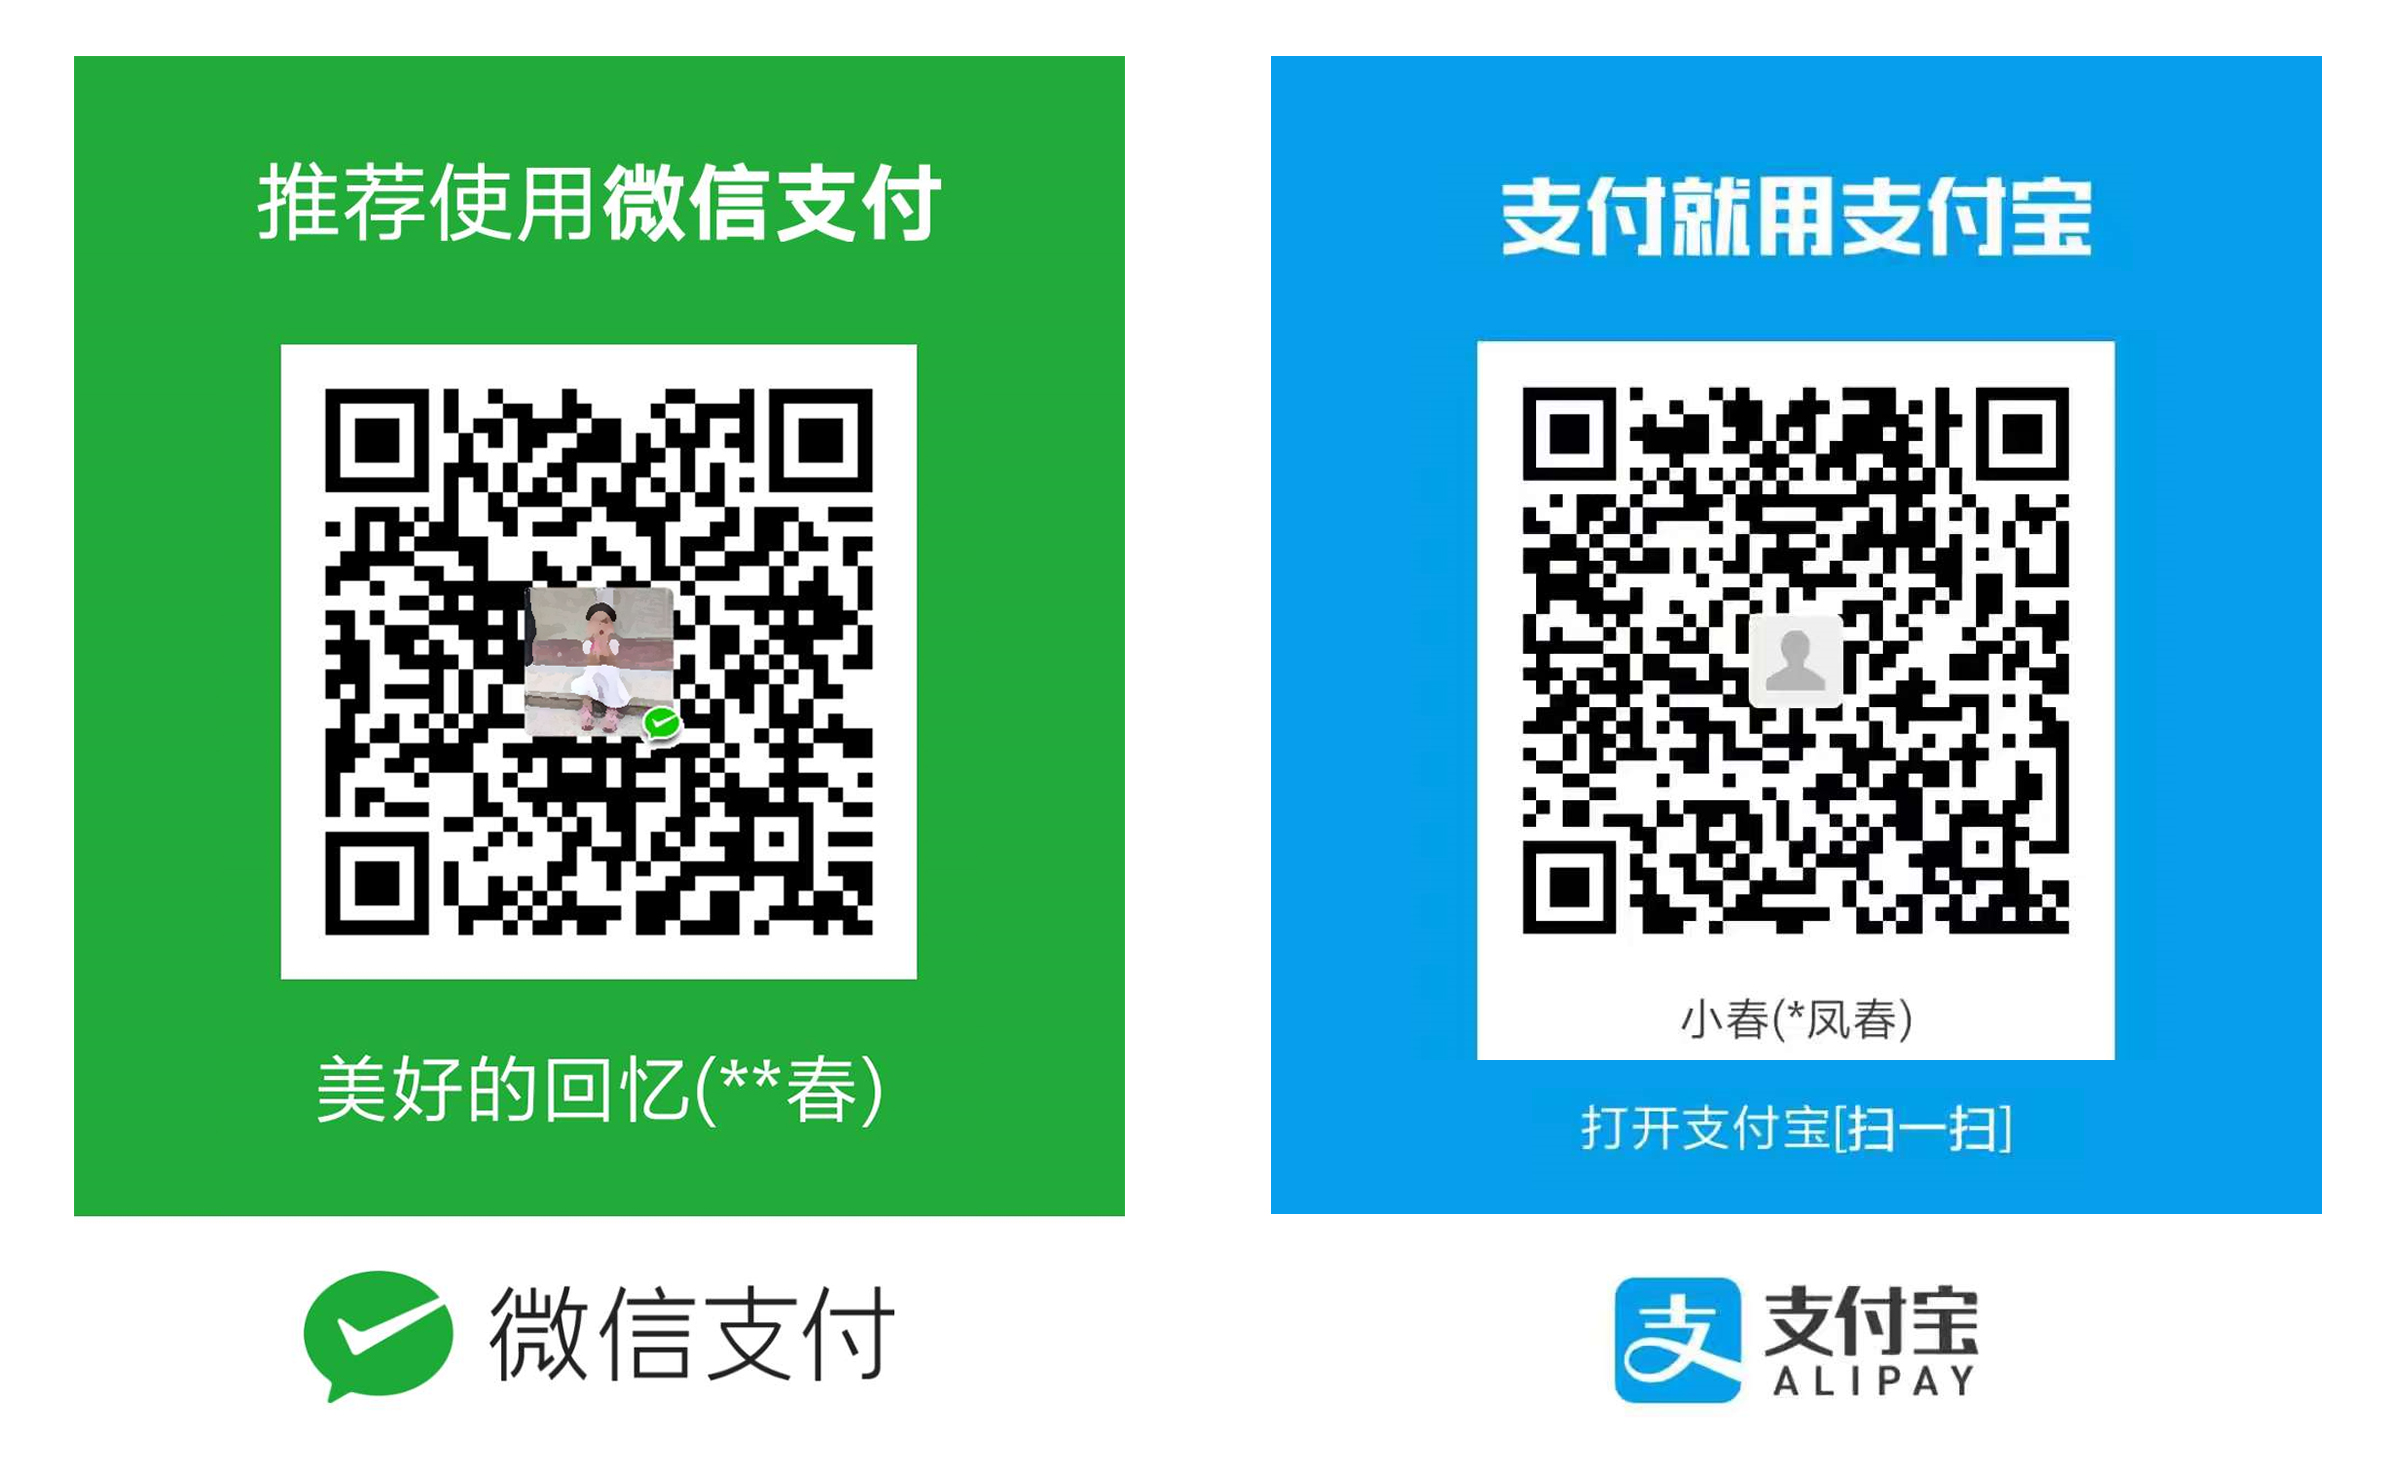 推荐使用微信支付
美好的回忆(**春)
微信支付
支付就用支付宝
小春(*凤春)
打开支付宝[扫一扫]
支
支付宝
ALIPAY